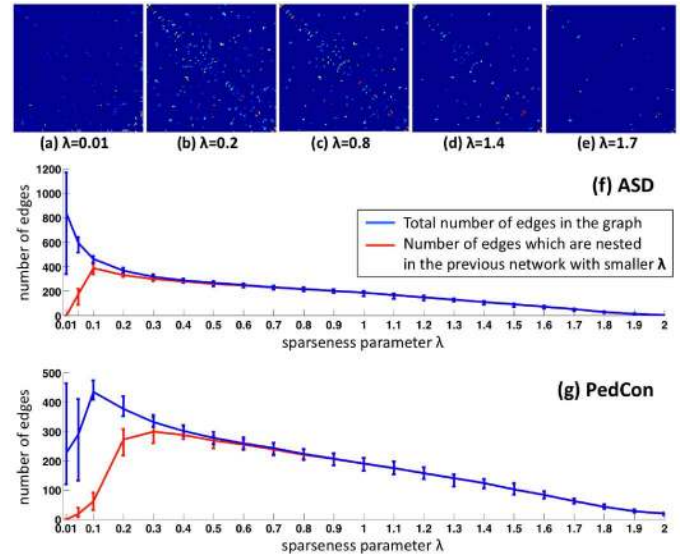 (a) λ=0.01 (b) λ=0.2 (c) λ=0.8 (d) λ=1.4 (e) λ=1.7
(f) ASD
number of edges
1200
1000
800
600
400
200
0
Total number of edges in the graph
Number of edges which are nested
in the previous network with smaller λ
0.01 0.1 0.2 0.3 0.4 0.5 0.6 0.7 0.8 0.9 1 1.1 1.2 1.3 1.4 1.5 1.6 1.7 1.8 1.9 2
sparseness parameter λ
(g) PedCon
number of edges
500
400
300
200
100
0
0.01 0.1 0.2 0.3 0.4 0.5 0.6 0.7 0.8 0.9 1 1.1 1.2 1.3 1.4 1.5 1.6 1.7 1.8 1.9 2
sparseness parameter λ